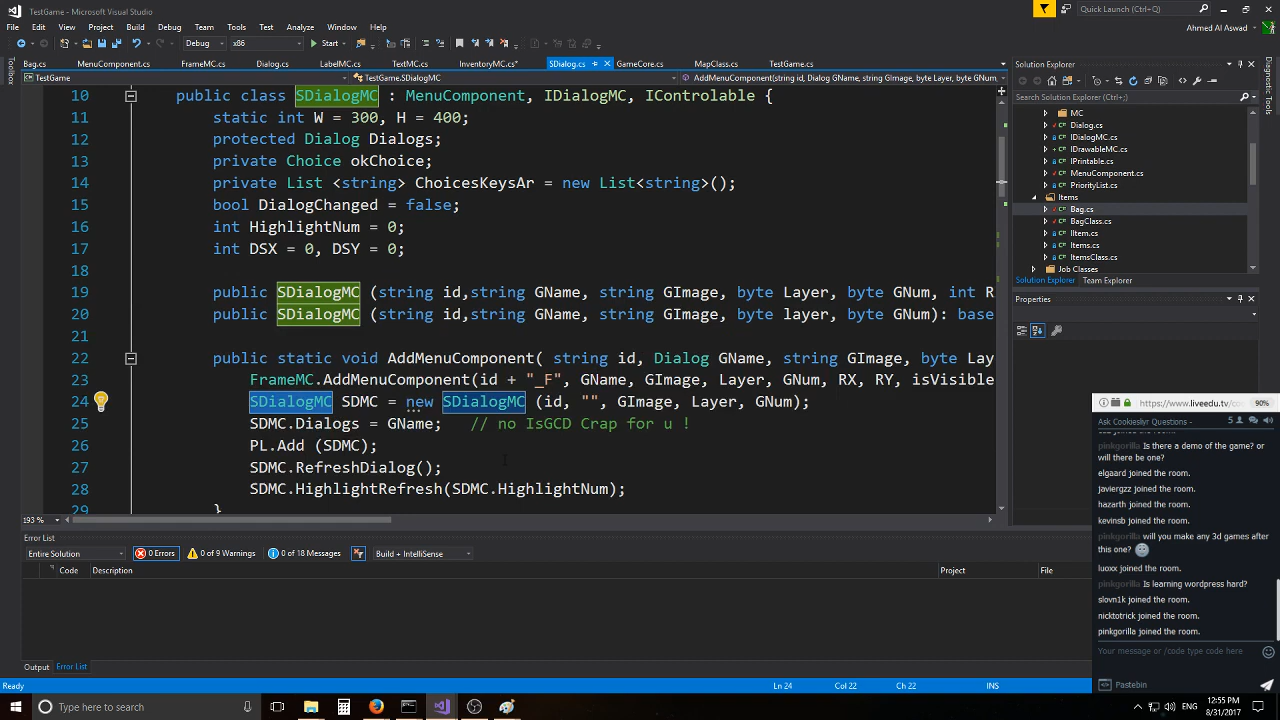 TestGame - Microsoft Visual Studio
Quick Launch (Ctrl+Q)
File Edit View Project Build Debug Team Tools Test Analyze Window Help
Ahmed Al Aswad
Debug x86 Start
Bag.cs MenuComponent.cs FrameMC.cs Dialog.cs LabelMC.cs TextMC.cs InventoryMC.cs* SDialog.cs GameCore.cs MapClass.cs TestGame.cs
TestGame TestGame.SDialogMC AddMenuComponent(string id, Dialog GName, string GImage, byte Layer, byte GNum,
Toolbox
10 public class SDialogMC : MenuComponent, IDialogMC, IControlable {
11 static int W = 300, H = 400;
12 protected Dialog Dialogs;
13 private Choice okChoice;
14 private List <string> ChoicesKeysAr = new List<string>();
15 bool DialogChanged = false;
16 int HighlightNum = 0;
17 int DSX = 0, DSY = 0;
18
19 public SDialogMC (string id,string GName, string GImage, byte Layer, byte GNum, int R
20 public SDialogMC (string id,string GName, string GImage, byte layer, byte GNum): base
21
22 public static void AddMenuComponent( string id, Dialog GName, string GImage, byte Lay
23 FrameMC.AddMenuComponent(id + "_F", GName, GImage, Layer, GNum, RX, RY, isVisible
24 SDialogMC SDMC = new SDialogMC (id, "", GImage, Layer, GNum);
25 SDMC.Dialogs = GName; // no IsGCD Crap for u !
26 PL.Add (SDMC);
27 SDMC.RefreshDialog();
28 SDMC.HighlightRefresh(SDMC.HighlightNum);
29 }
193 %
Solution Explorer
Search Solution Explorer (Ctrl+;)
MC
Dialog.cs
IDialogMC.cs
IDrawableMC.cs
IPrintable.cs
MenuComponent.cs
PriorityList.cs
Items
Bag.cs
BagClass.cs
IItem.cs
Items.cs
ItemsClass.cs
Job Classes
Solution Explorer Team Explorer
Properties
Diagnostic Tools
Error List
Entire Solution 0 Errors 0 of 9 Warnings 0 of 18 Messages Build + IntelliSense
Code Description Project File
Output Error List
Ready Ln 24 Col 22 Ch 22 INS
https://www.liveedu.tv/co 90%
Ask Cookiesliyr Questions - 5
pinkgorilla Is there a demo of the game? or
will there be one?
elgaard joined the room.
javiergzz joined the room.
hazarth joined the room.
kevinsb joined the room.
pinkgorilla will you make any 3d games after
this one?
luoxx joined the room.
pinkgorilla Is learning wordpress hard?
slovn1k joined the room.
nicktotrick joined the room.
pinkgorilla joined the room.
Your message or /code type code here
Pastebin
Type here to search
ENG
12:55 PM
8/31/2017